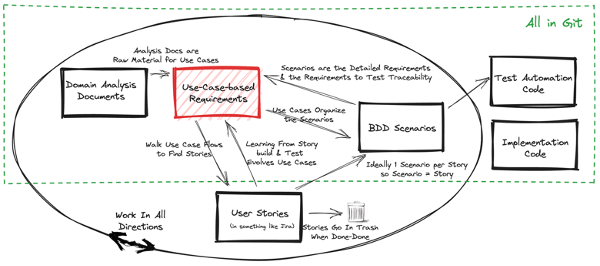 All in Git
Analysis Docs are
Raw Material for Use Cases
Scenarios are the Detailed Requirements
& the Requirements to Test Traceability
Domain Analysis
Documents
Use-Case-based
Requirements
Test Automation
Code
Use Cases Organize
the Scenarios
BDD Scenarios
Implementation
Code
Walk Use Case Flows
to Find Stories
Learning From Story
build & Test
Evolves Use Cases
Ideally 1 Scenario per Story
so Scenario = Story
User Stories
(in something like Jira)
Work In All
Directions
Stories Go In Trash
When Done-Done